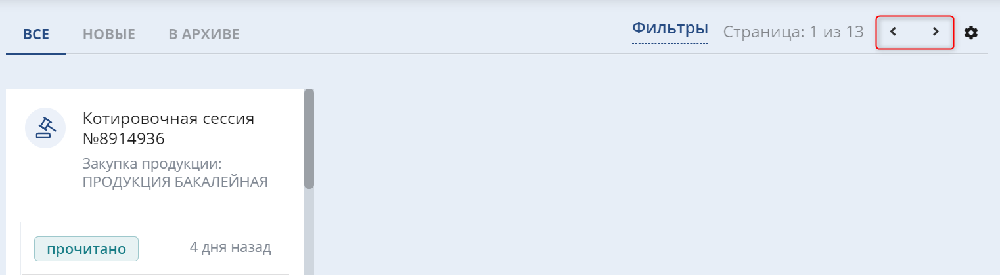 ВСЕ НОВЫЕ В АРХИВЕ Фильтры Страница: 1 из 13
Котировочная сессия
№8914936
Закупка продукции:
ПРОДУКЦИЯ БАКАЛЕЙНАЯ
прочитано 4 дня назад